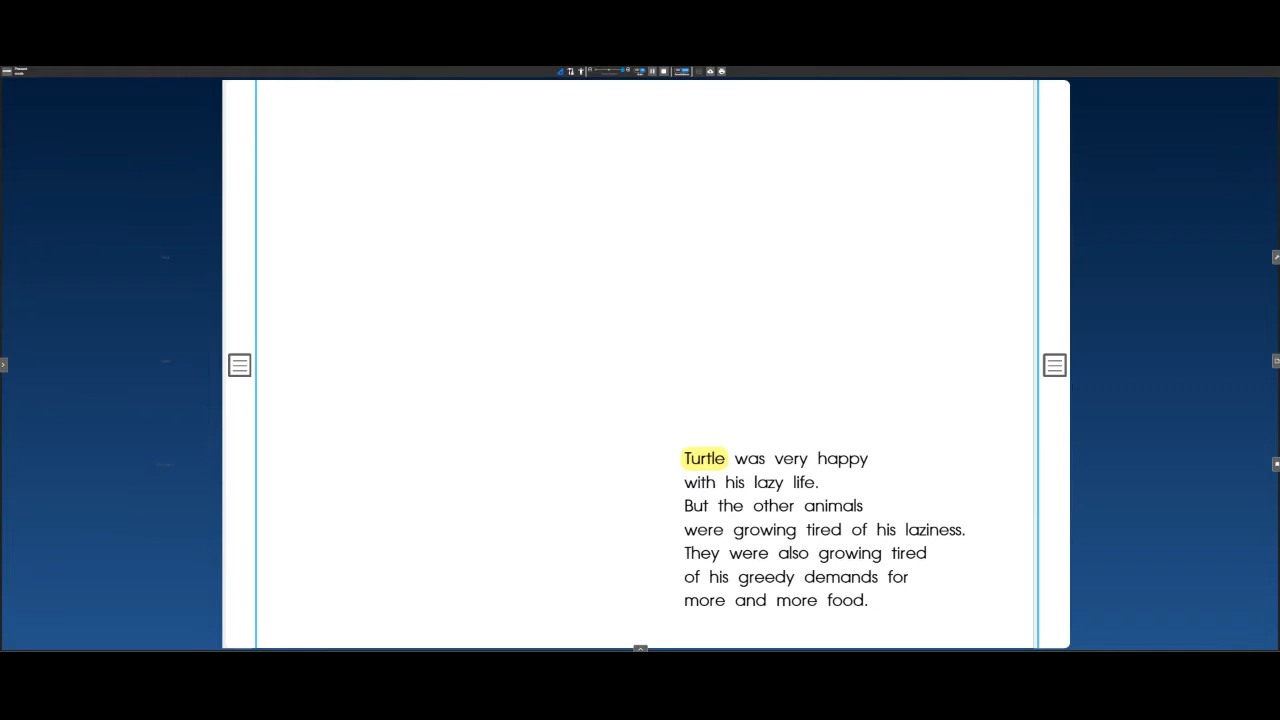 Turtle was very happy
with his lazy life.
But the other animals
were growing tired of his laziness.
They were also growing tired
of his greedy demands for
more and more food.